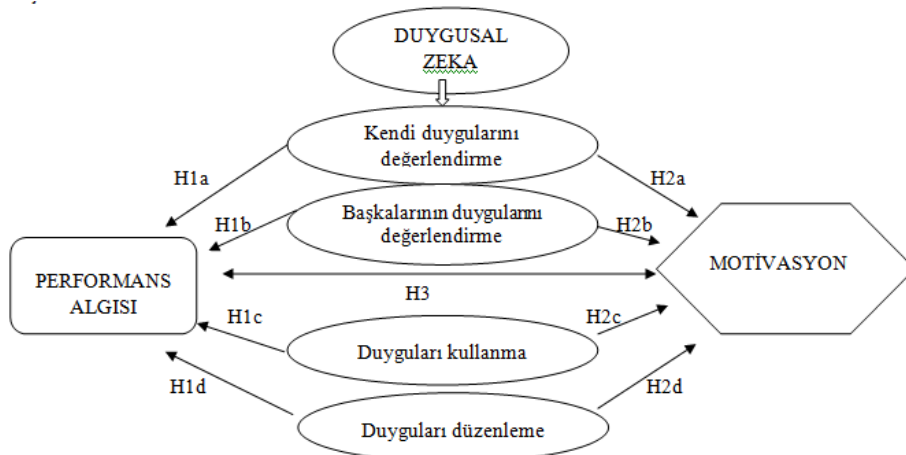 DUYGUSAL
ZEKA
Kendi duygularını
değerlendirme
H1a
H2a
Başkalarının duygularını
değerlendirme
H1b
H2b
PERFORMANS
ALGISI
MOTİVASYON
H3
H1c
H2c
Duyguları kullanma
H1d
H2d
Duyguları düzenleme